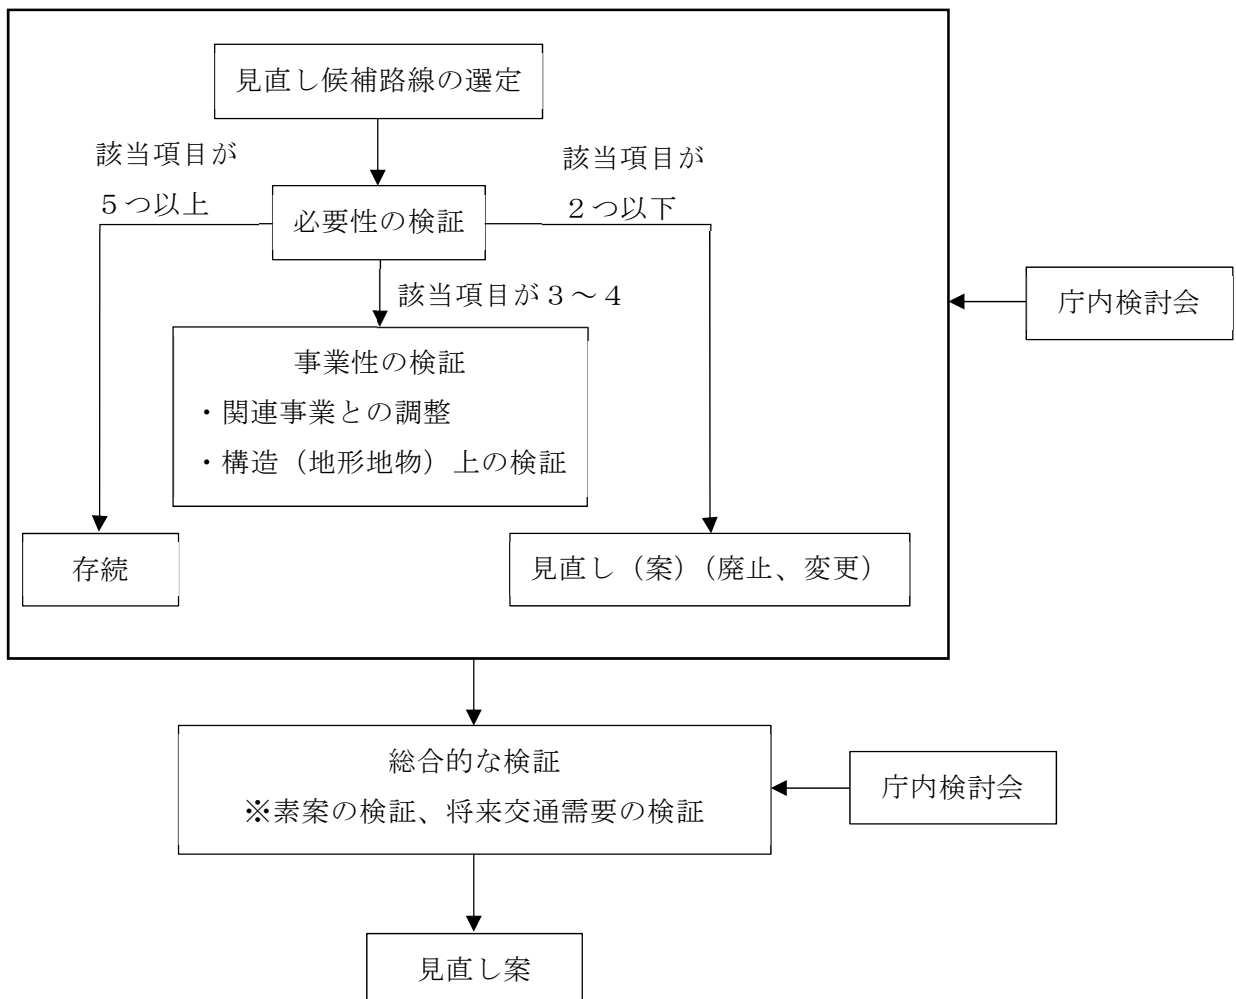 見直し候補路線の選定
該当項目が
５つ以上
該当項目が
２つ以下
必要性の検証
該当項目が３～４
庁内検討会
事業性の検証
・関連事業との調整
・構造（地形地物）上の検証
存続
見直し（案）（廃止、変更）
総合的な検証
※素案の検証、将来交通需要の検証
庁内検討会
見直し案